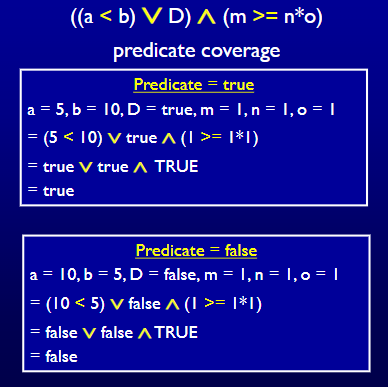 ((a < b) ∨ D) ∧ (m >= n*o)
predicate coverage
Predicate = true
a = 5, b = 10, D = true, m = 1, n = 1, o = 1
= (5 < 10) ∨ true ∧ (1 >= 1*1)
= true ∨ true ∧ TRUE
= true
Predicate = false
a = 10, b = 5, D = false, m = 1, n = 1, o = 1
= (10 < 5) ∨ false ∧ (1 >= 1*1)
= false ∨ false ∧ TRUE
= false